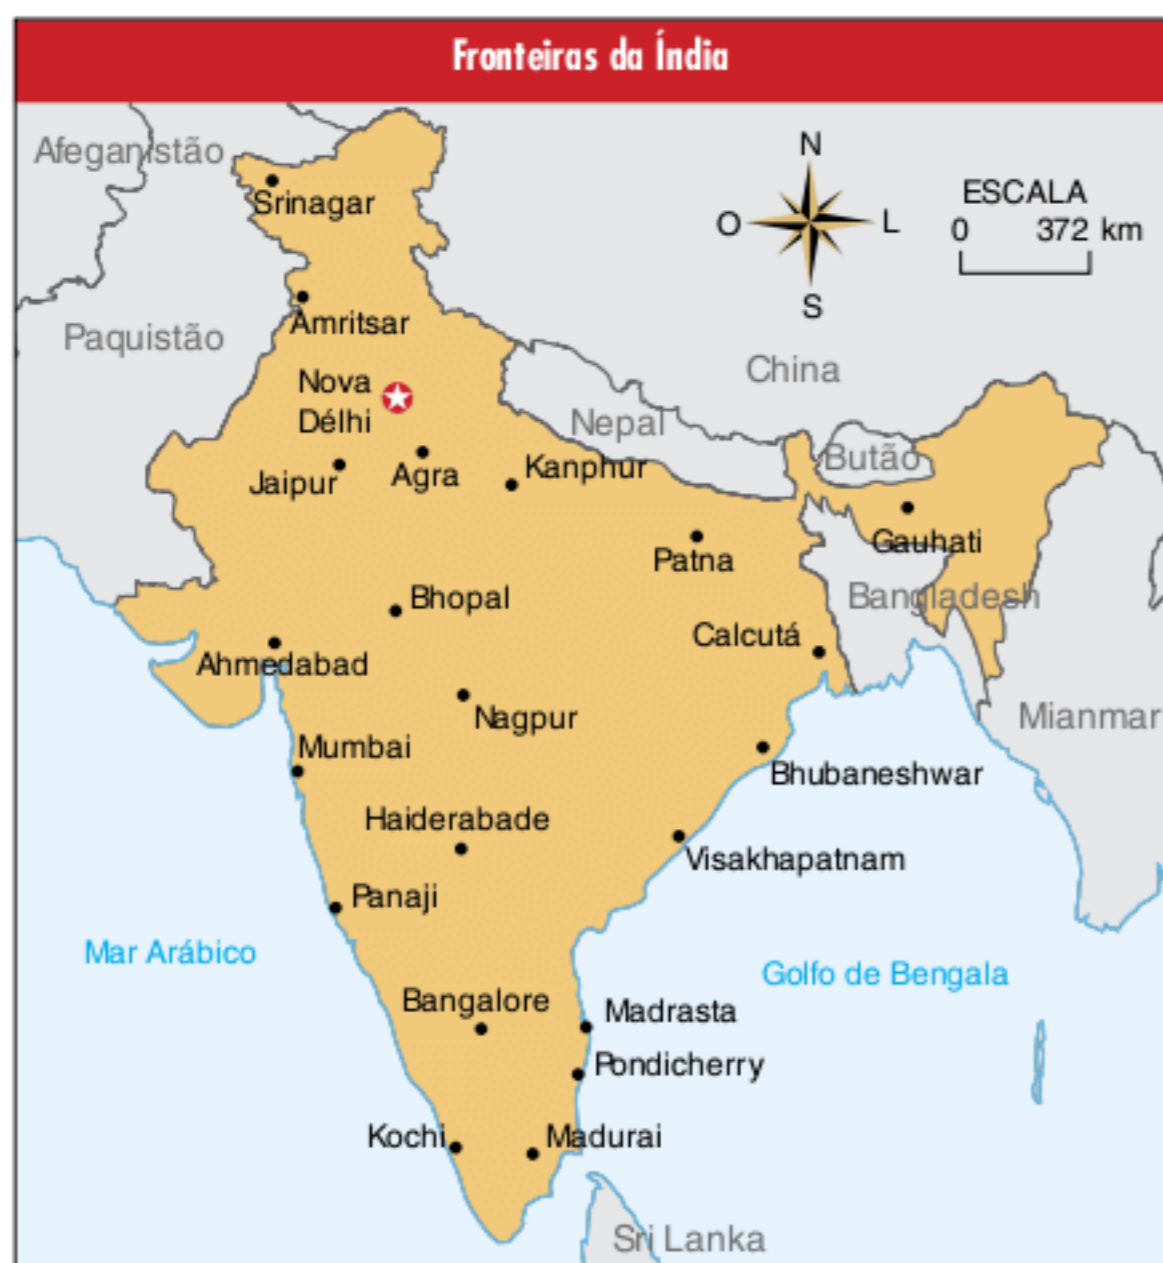 Fronteiras da Índia
Afeganistão
N
Srinagar
ESCALA
O
L
0 372 km
S
Amritsar
Paquistão
China
Nova
Délhi
Nepal
Butão
Jaipur
Agra
Kanphur
Gauhati
Patna
Bhopal
Bangladesh
Calcutá
Ahmedabad
Nagpur
Mianmar
Mumbai
Bhubaneshwar
Haiderabade
Visakhapatnam
Panaji
Mar Arábico
Golfo de Bengala
Bangalore
Madrasta
Pondicherry
Kochi
Madurai
Sri Lanka